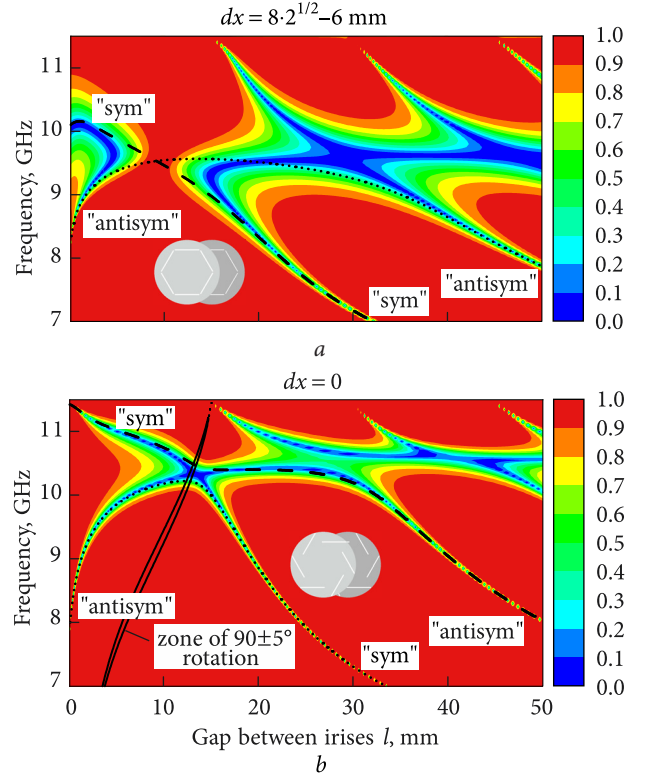 dx = 8·2^{1/2}–6 mm
Frequency, GHz
11
10
9
8
7
"sym"
"antisym"
"sym"
"antisym"
1.0
0.9
0.8
0.7
0.6
0.5
0.4
0.3
0.2
0.1
0.0
a
dx = 0
Frequency, GHz
11
10
9
8
7
"sym"
"antisym"
zone of 90±5°
rotation
"sym"
"antisym"
1.0
0.9
0.8
0.7
0.6
0.5
0.4
0.3
0.2
0.1
0.0
0 10 20 30 40 50
Gap between irises l, mm
b